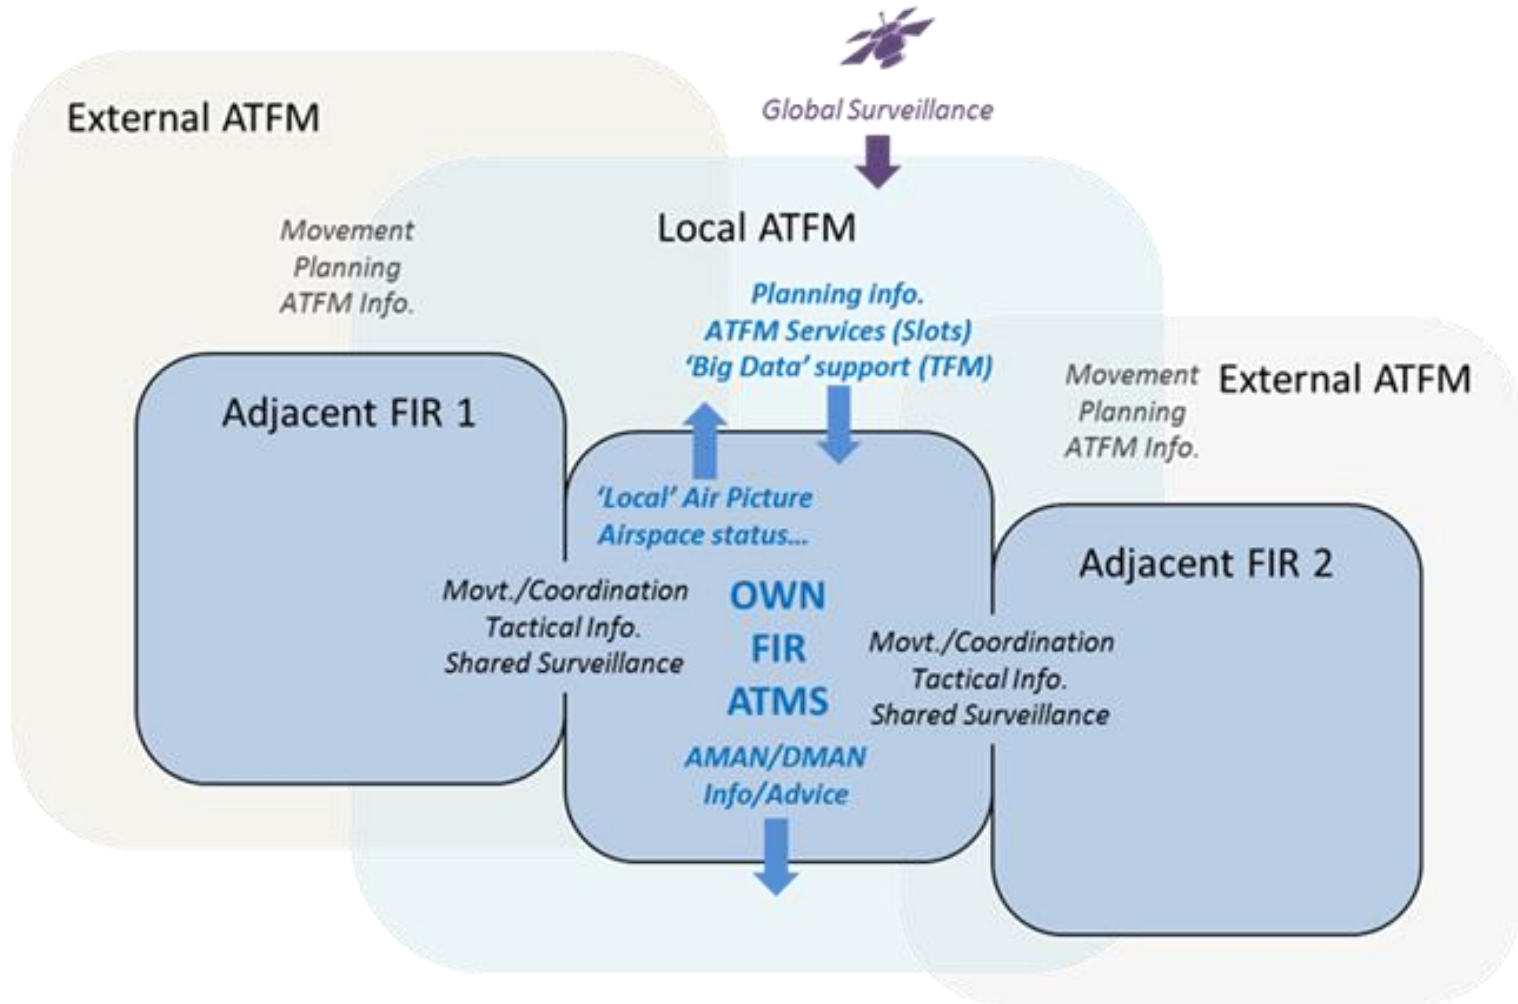 Global Surveillance
External ATFM
Local ATFM
Movement
Planning
ATFM Info.
Planning info.
ATFM Services (Slots)
‘Big Data’ support (TFM)
Movement
Planning
ATFM Info.
External ATFM
Adjacent FIR 1
‘Local’ Air Picture
Airspace status...
Adjacent FIR 2
Movt./Coordination
Tactical Info.
Shared Surveillance
OWN
FIR
ATMS
Movt./Coordination
Tactical Info.
Shared Surveillance
AMAN/DMAN
Info/Advice